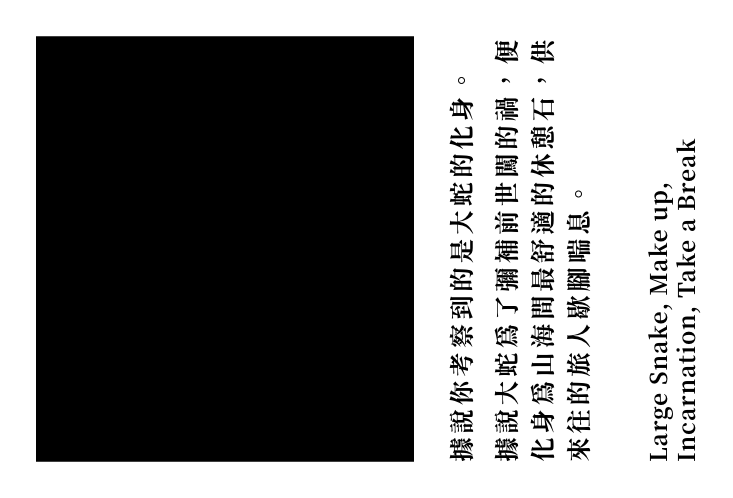 據說你考察到的是大蛇的化身。
據說大蛇爲了彌補前世闖的禍，便
化身爲山海間最舒適的休憩石，供
來往的旅人歇腳喘息。
Large Snake, Make up,
Incarnation, Take a Break